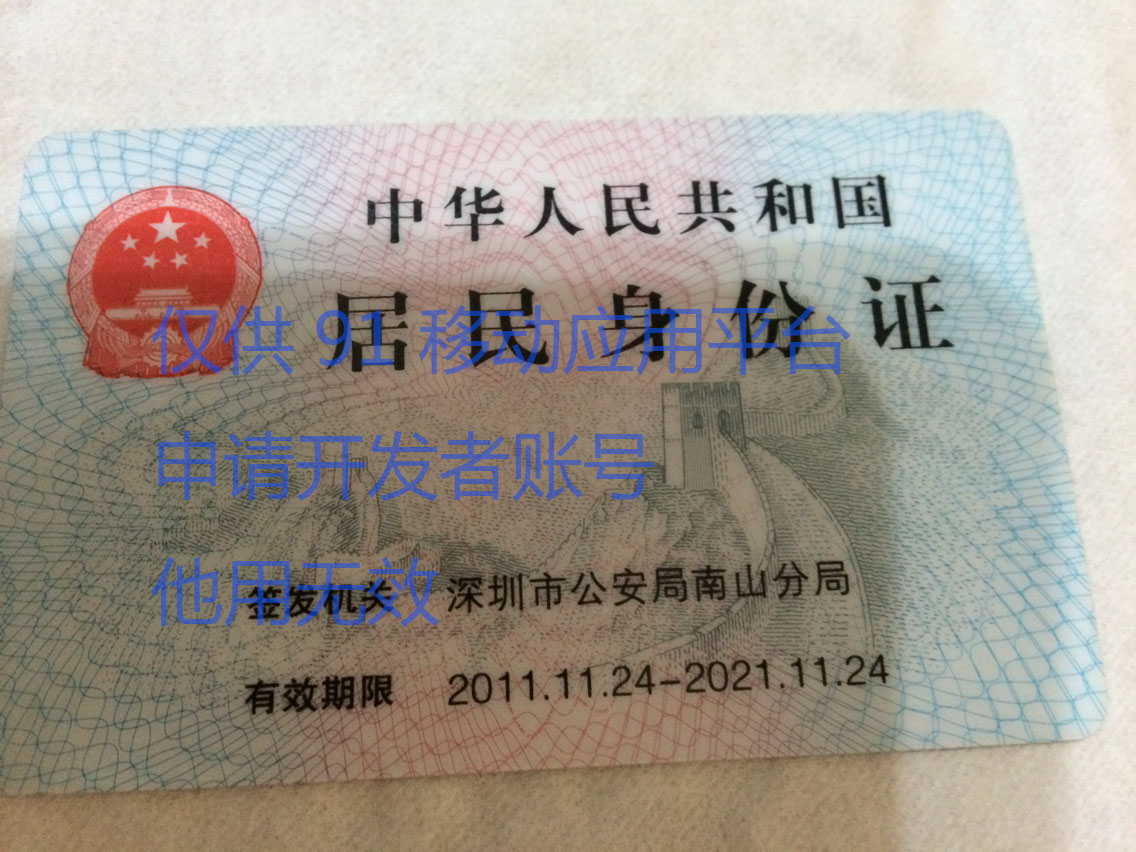 中华人民共和国
居民身份证
仅供 91 移动应用平台
申请开发者账号
他用无效
签发机关 深圳市公安局南山分局
有效期限 2011.11.24-2021.11.24